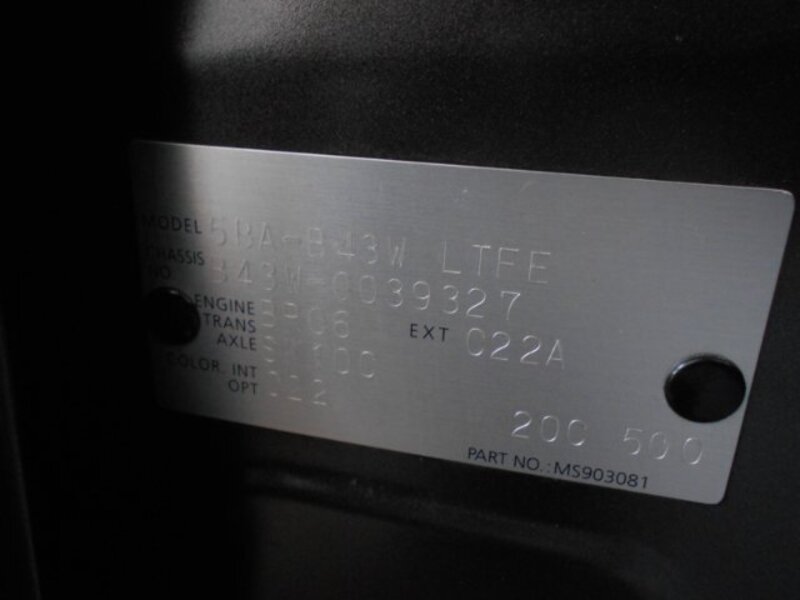 MODEL 5BA-B43W LTFE
CHASSIS NO B43W-0039327
ENGINE BR06
TRANS AXLE
EXT C22A
COLOR. INT
OPT
20C 500
PART NO.: MS903081